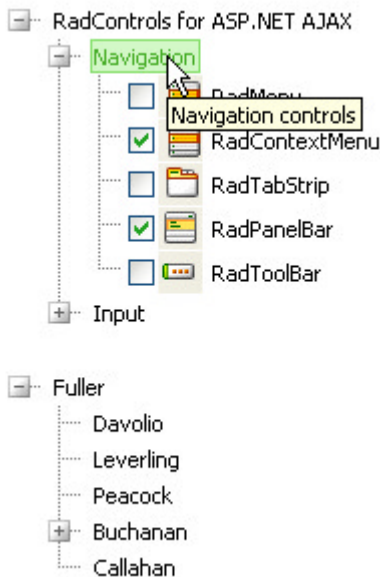 RadControls for ASP.NET AJAX
Navigation
RadMenu
Navigation controls
RadContextMenu
RadTabStrip
RadPanelBar
RadToolBar
Input
Fuller
Davolio
Leverling
Peacock
Buchanan
Callahan